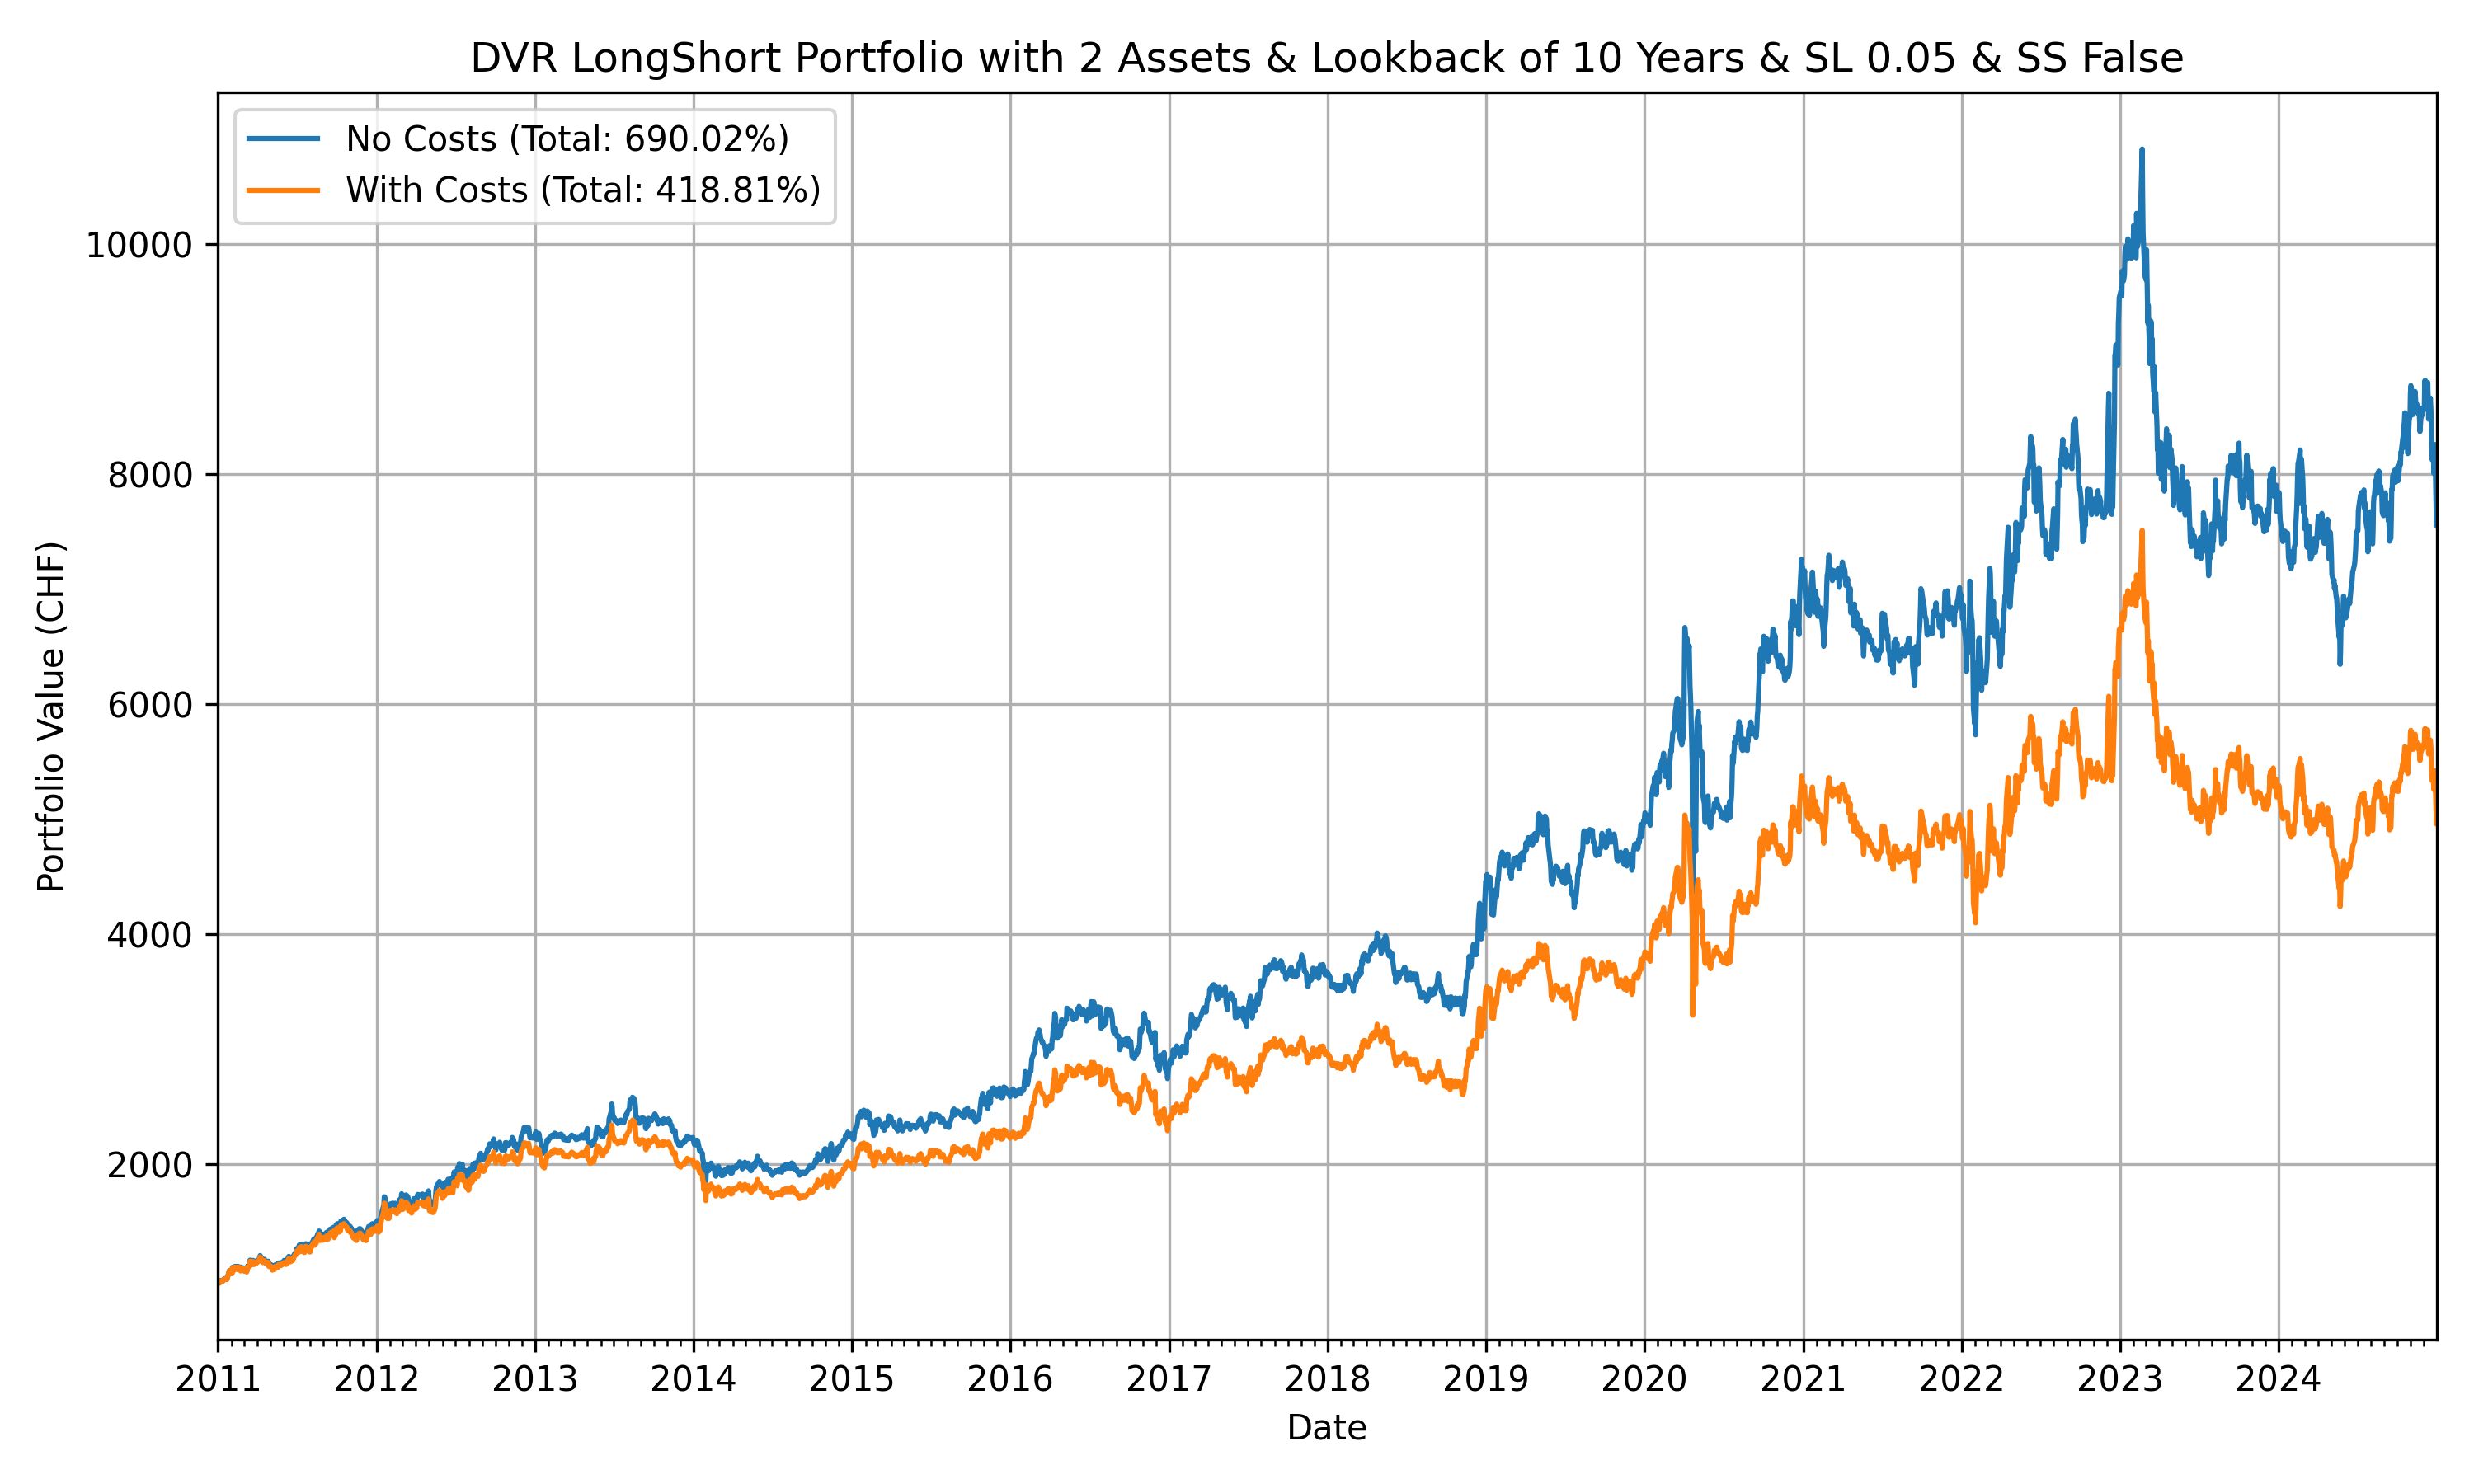 DVR LongShort Portfolio with 2 Assets & Lookback of 10 Years & SL 0.05 & SS False
No Costs (Total: 690.02%)
With Costs (Total: 418.81%)
Portfolio Value (CHF)
10000
8000
6000
4000
2000
2011 2012 2013 2014 2015 2016 2017 2018 2019 2020 2021 2022 2023 2024
Date